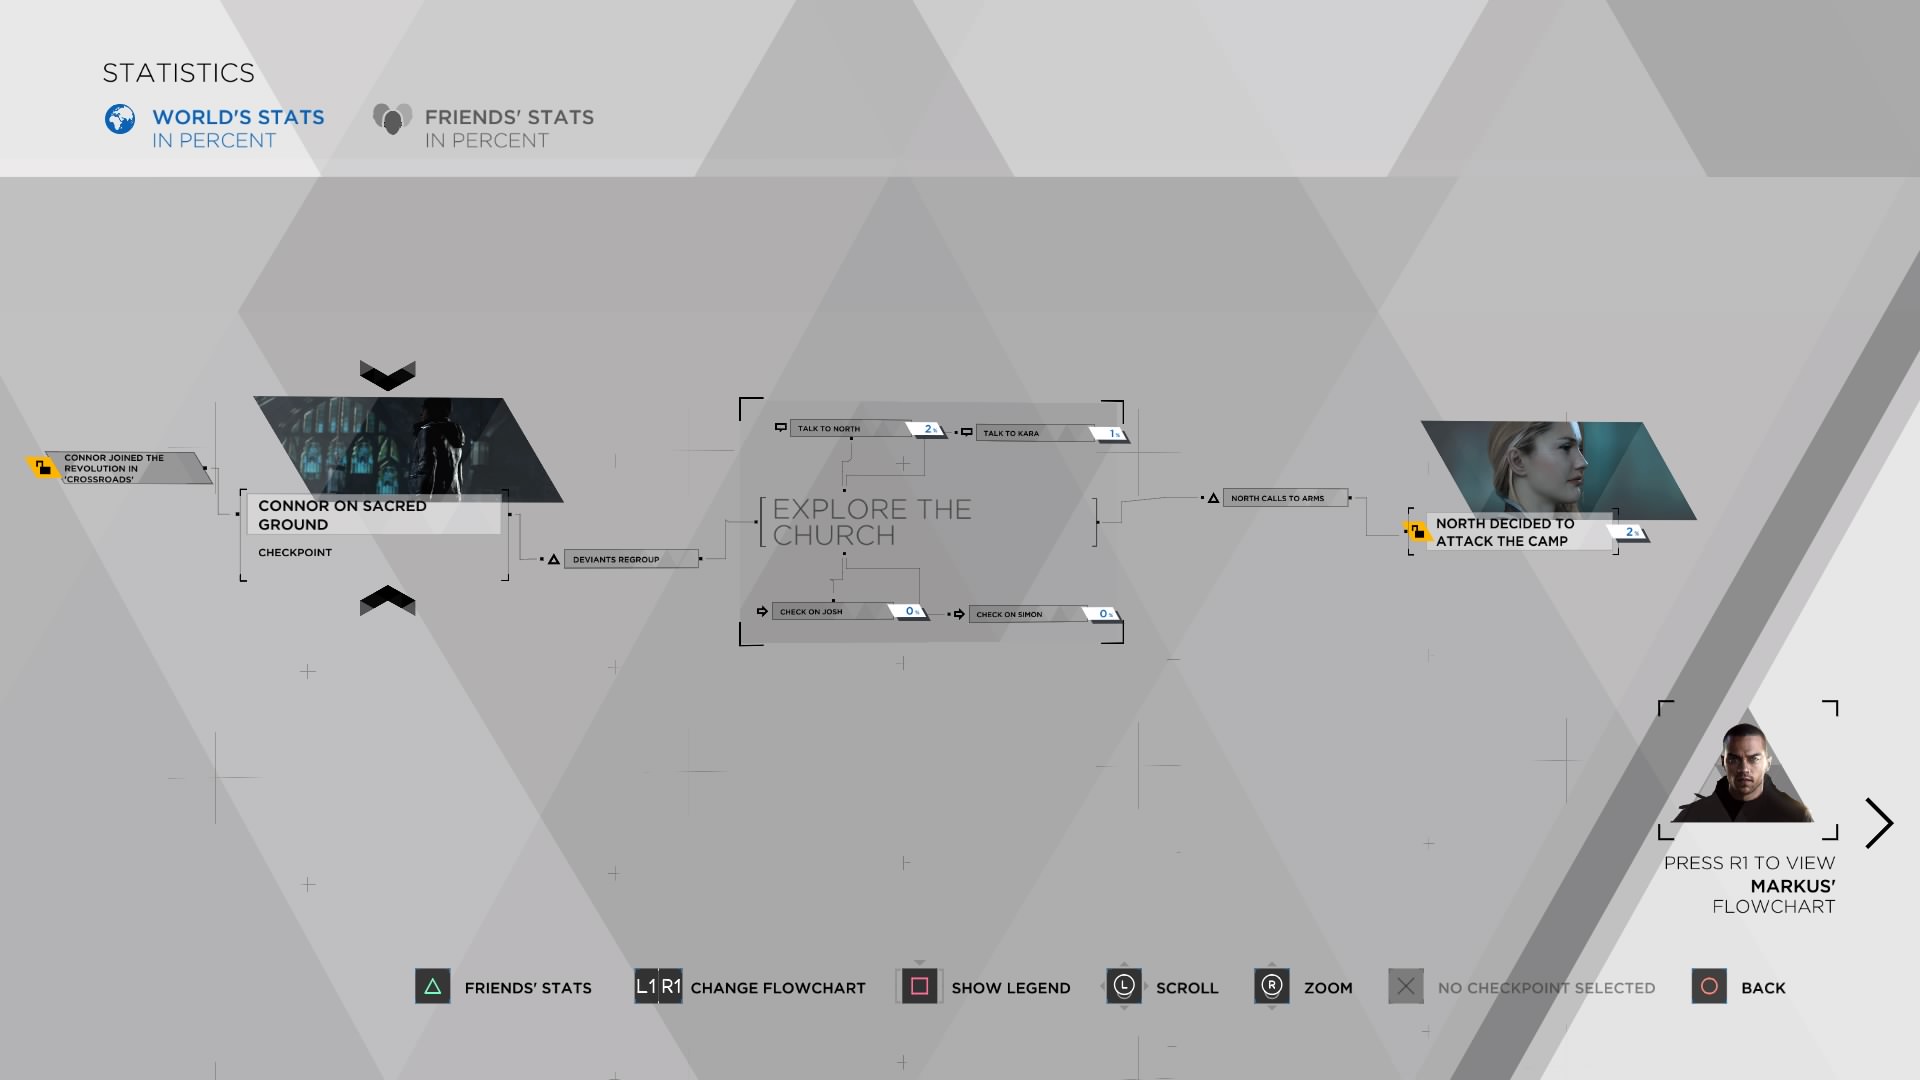 STATISTICS
WORLD'S STATS
IN PERCENT
FRIENDS' STATS
IN PERCENT
CONNOR JOINED THE
REVOLUTION IN
'CROSSROADS'
CONNOR ON SACRED
GROUND
CHECKPOINT
DEVIANTS REGROUP
TALK TO NORTH
2%
TALK TO KARA
1%
EXPLORE THE
CHURCH
CHECK ON JOSH
0%
CHECK ON SIMON
0%
NORTH CALLS TO ARMS
NORTH DECIDED TO
ATTACK THE CAMP
2%
PRESS R1 TO VIEW
MARKUS'
FLOWCHART
FRIENDS' STATS
L1 R1 CHANGE FLOWCHART
SHOW LEGEND
L SCROLL
R ZOOM
NO CHECKPOINT SELECTED
BACK